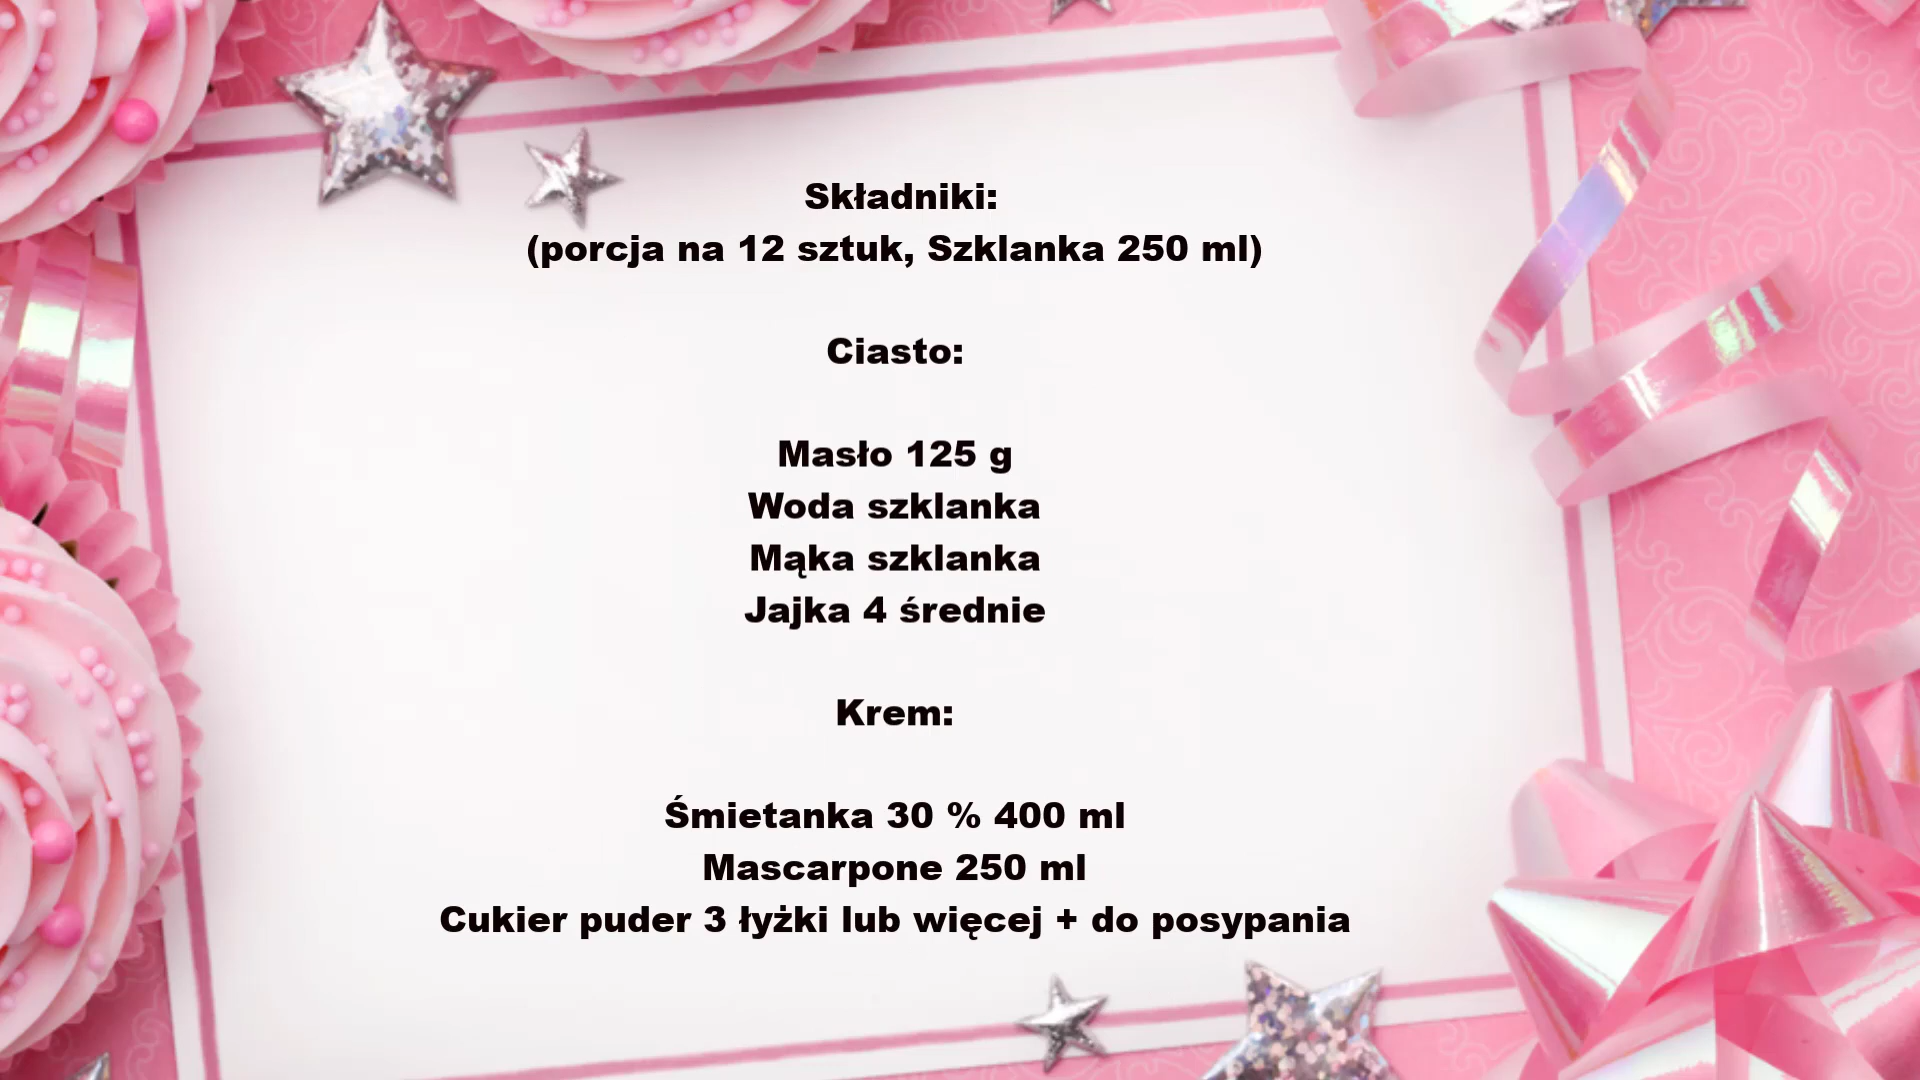 Składniki:
(porcja na 12 sztuk, Szklanka 250 ml)
Ciasto:
Masło 125 g
Woda szklanka
Mąka szklanka
Jajka 4 średnie
Krem:
Śmietanka 30 % 400 ml
Mascarpone 250 ml
Cukier puder 3 łyżki lub więcej + do posypania